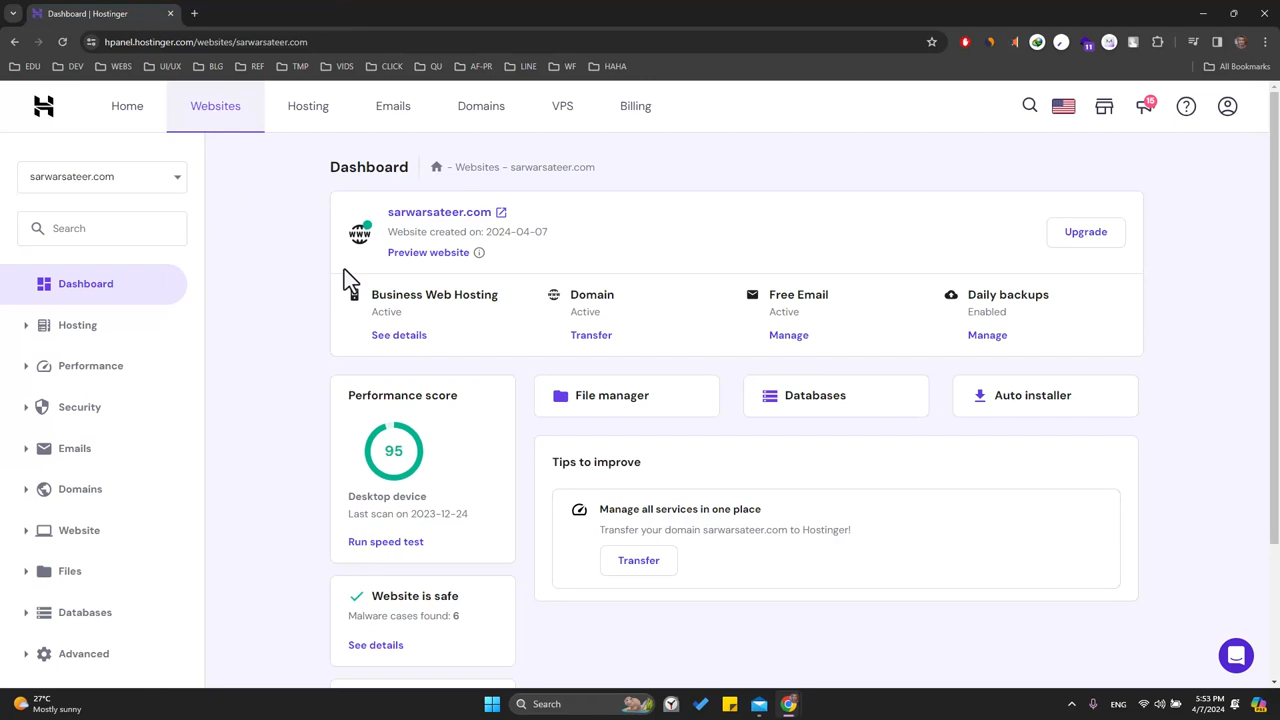 Dashboard | Hostinger
hpanel.hostinger.com/websites/sarwarsateer.com
11
EDU DEV WEBS UI/UX BLG REF TMP VIDS CLICK QU AF-PR LINE WF HAHA All Bookmarks
Home Websites Hosting Emails Domains VPS Billing
15
sarwarsateer.com
Search
Dashboard
Hosting
Performance
Security
Emails
Domains
Website
Files
Databases
Advanced
Dashboard - Websites - sarwarsateer.com
WWW
sarwarsateer.com
Website created on: 2024-04-07
Preview website
Upgrade
Business Web Hosting
Active
See details
Domain
Active
Transfer
Free Email
Active
Manage
Daily backups
Enabled
Manage
Performance score
95
Desktop device
Last scan on 2023-12-24
Run speed test
File manager
Databases
Auto installer
Tips to improve
Manage all services in one place
Transfer your domain sarwarsateer.com to Hostinger!
Transfer
Website is safe
Malware cases found: 6
See details
27°C
Mostly sunny
Search
ENG
5:53 PM
4/7/2024